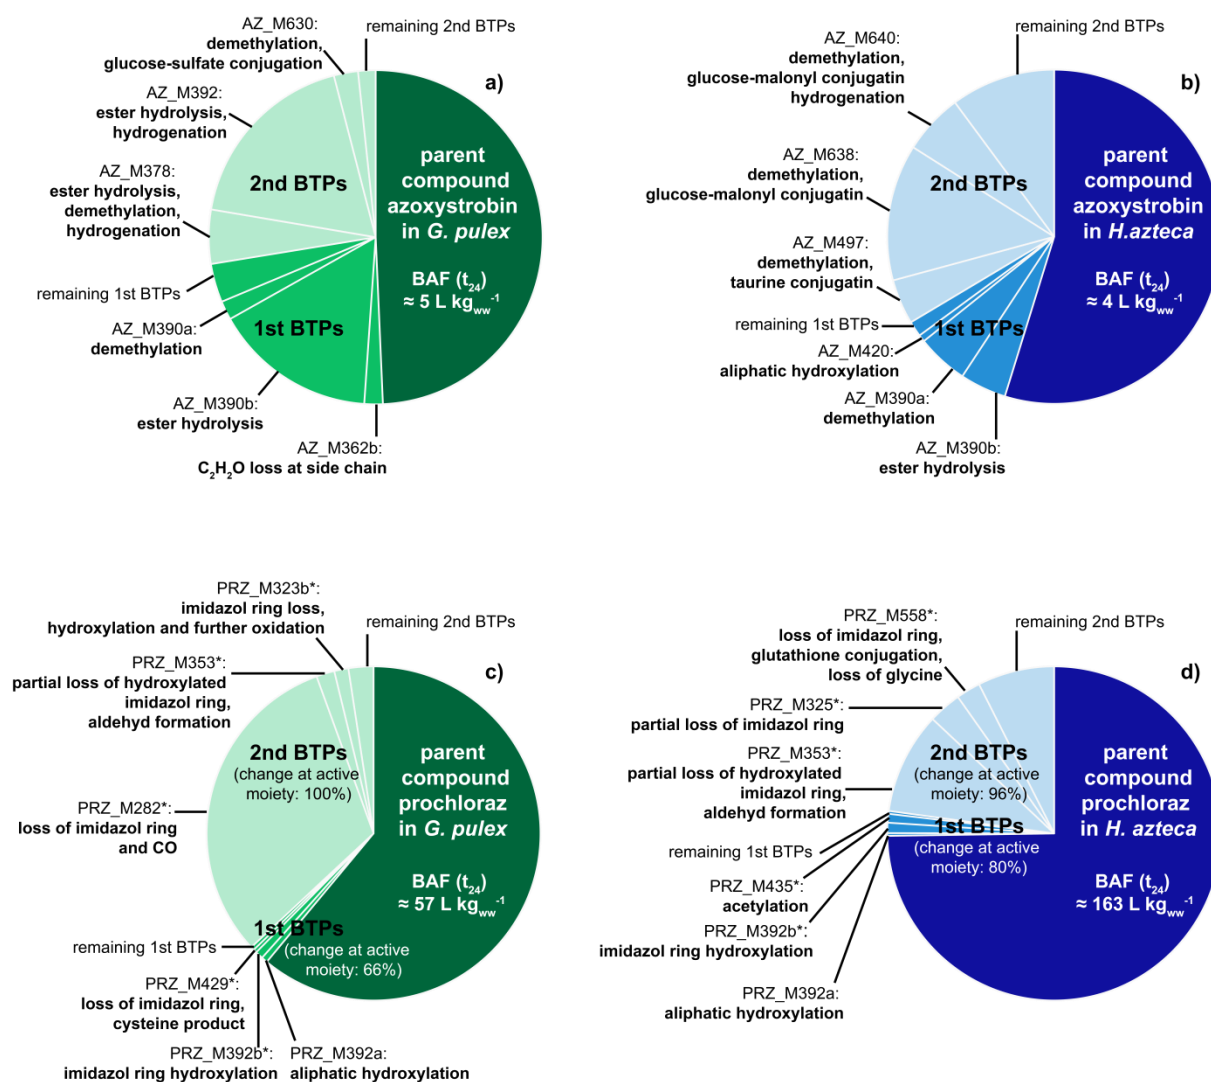 a)
AZ_M630:
demethylation,
glucose-sulfate conjugation
remaining 2nd BTPs
AZ_M392:
ester hydrolysis,
hydrogenation
AZ_M378:
ester hydrolysis,
demethylation,
hydrogenation
2nd BTPs
parent
compound
azoxystrobin
in G. pulex
BAF (t24)
≈ 5 L kgww-1
remaining 1st BTPs
AZ_M390a:
demethylation
1st BTPs
AZ_M390b:
ester hydrolysis
AZ_M362b:
C2H2O loss at side chain
b)
AZ_M640:
demethylation,
glucose-malonyl conjugatin
hydrogenation
remaining 2nd BTPs
AZ_M638:
demethylation,
glucose-malonyl conjugatin
2nd BTPs
parent
compound
azoxystrobin
in H.azteca
BAF (t24)
≈ 4 L kgww-1
AZ_M497:
demethylation,
taurine conjugatin
remaining 1st BTPs
1st BTPs
AZ_M420:
aliphatic hydroxylation
AZ_M390a:
demethylation
AZ_M390b:
ester hydrolysis
c)
PRZ_M323b*:
imidazol ring loss,
hydroxylation and further oxidation
remaining 2nd BTPs
PRZ_M353*:
partial loss of hydroxylated
imidazol ring,
aldehyd formation
2nd BTPs
(change at active
moiety: 100%)
parent
compound
prochloraz
in G. pulex
BAF (t24)
≈ 57 L kgww-1
PRZ_M282*:
loss of imidazol ring
and CO
1st BTPs
(change at active
moiety: 66%)
remaining 1st BTPs
PRZ_M429*:
loss of imidazol ring,
cysteine product
PRZ_M392b*:
imidazol ring hydroxylation
PRZ_M392a:
aliphatic hydroxylation
d)
PRZ_M558*:
loss of imidazol ring,
glutathione conjugation,
loss of glycine
remaining 2nd BTPs
PRZ_M325*:
partial loss of imidazol ring
PRZ_M353*:
partial loss of hydroxylated
imidazol ring,
aldehyd formation
2nd BTPs
(change at active
moiety: 96%)
parent
compound
prochloraz
in H. azteca
BAF (t24)
≈ 163 L kgww-1
1st BTPs
(change at active
moiety: 80%)
remaining 1st BTPs
PRZ_M435*:
acetylation
PRZ_M392b*:
imidazol ring hydroxylation
PRZ_M392a:
aliphatic hydroxylation